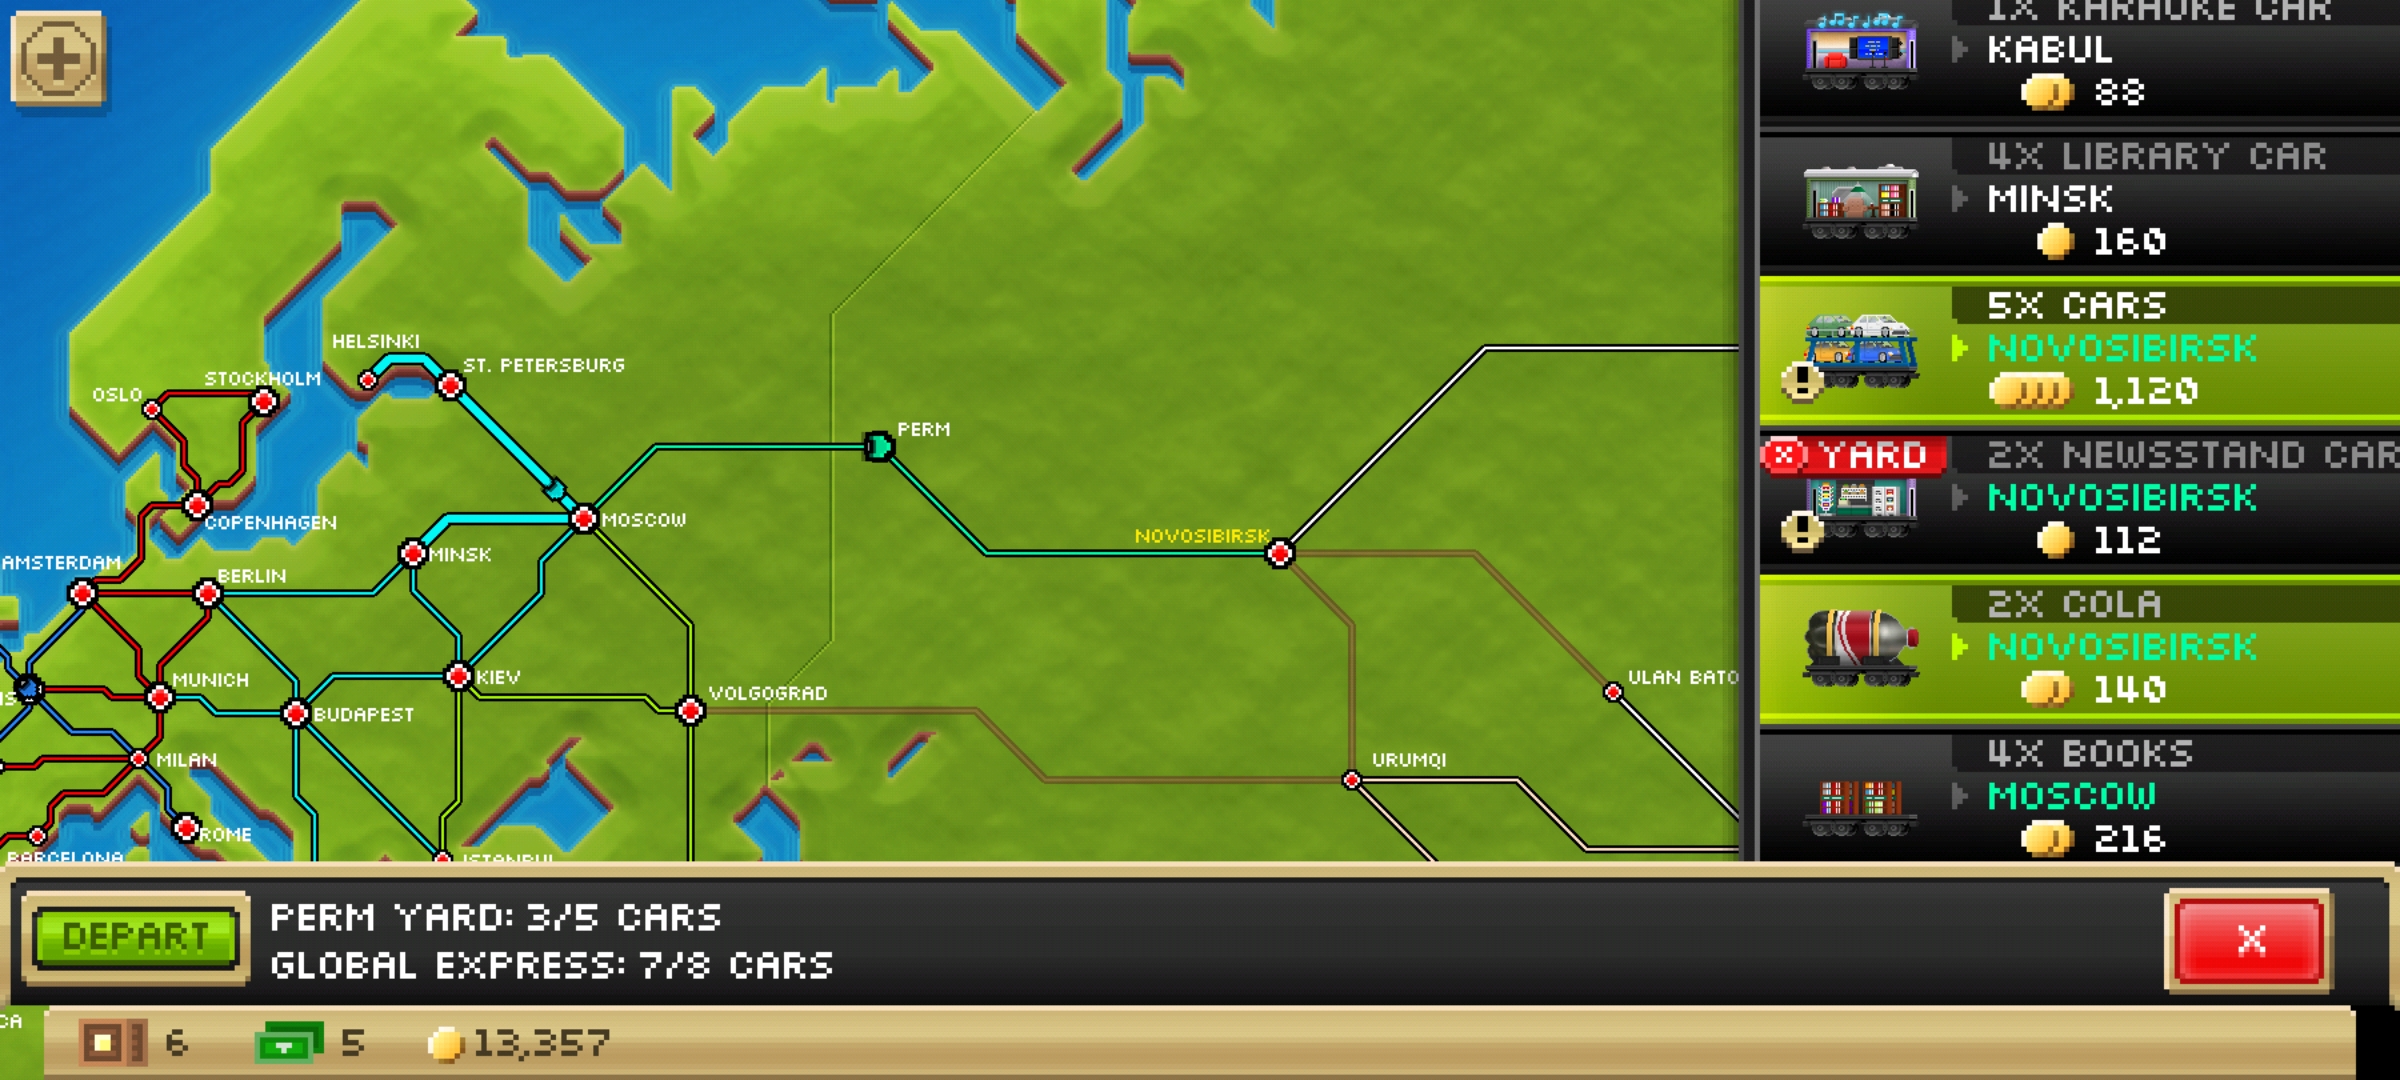 1X KARAOKE CAR
KABUL
88
4X LIBRARY CAR
MINSK
160
5X CARS
NOVOSIBIRSK
1,120
YARD
2X NEWSSTAND CAR
NOVOSIBIRSK
112
2X COLA
NOVOSIBIRSK
140
4X BOOKS
MOSCOW
216
HELSINKI
ST. PETERSBURG
STOCKHOLM
OSLO
PERM
COPENHAGEN
MOSCOW
NOVOSIBIRSK
MINSK
AMSTERDAM
BERLIN
MUNICH
KIEV
ULAN BATO
VOLGOGRAD
BUDAPEST
MILAN
URUMQI
ROME
BARCELONA
ISTANBUL
DEPART
PERM YARD: 3/5 CARS
GLOBAL EXPRESS: 7/8 CARS
X
CA
6
5
13,357